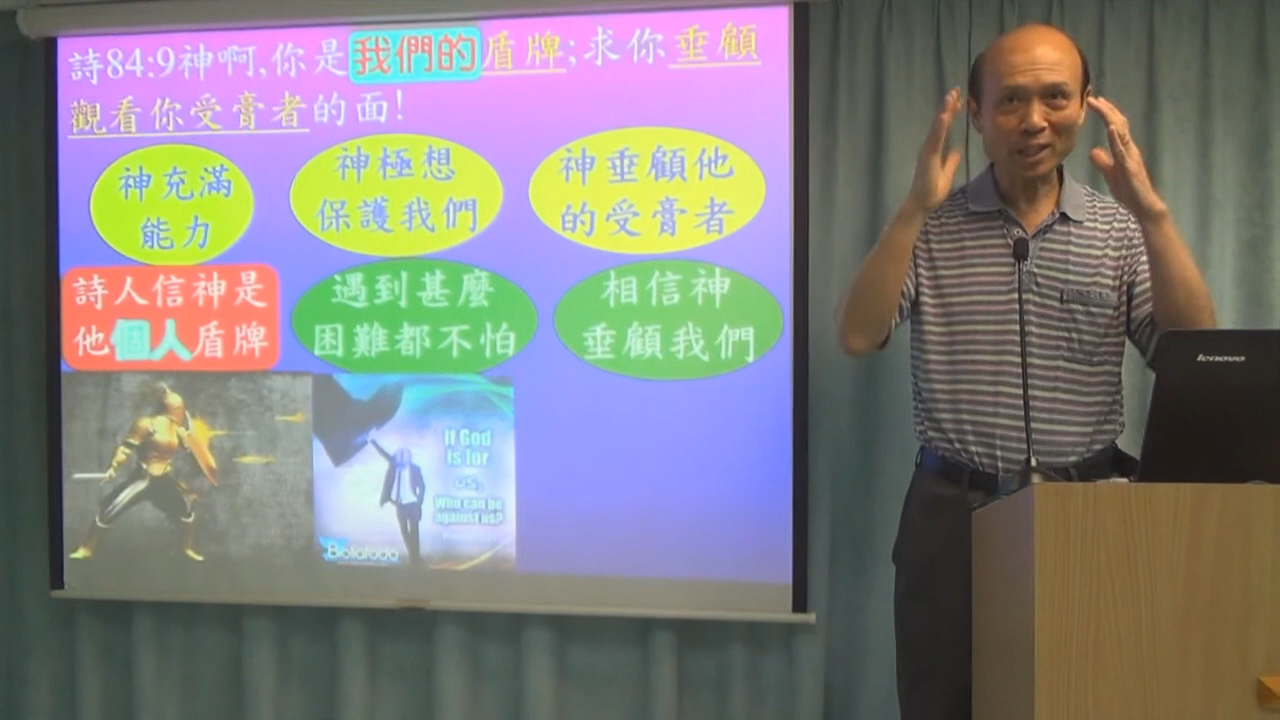 詩84:9神啊,你是我們的盾牌;求你垂顧
觀看你受膏者的面!
神充滿
能力
神極想
保護我們
神垂顧他
的受膏者
詩人信神是
他個人盾牌
遇到甚麼
困難都不怕
相信神
垂顧我們
If God
is for
us,
Who can be
against us?
lenovo